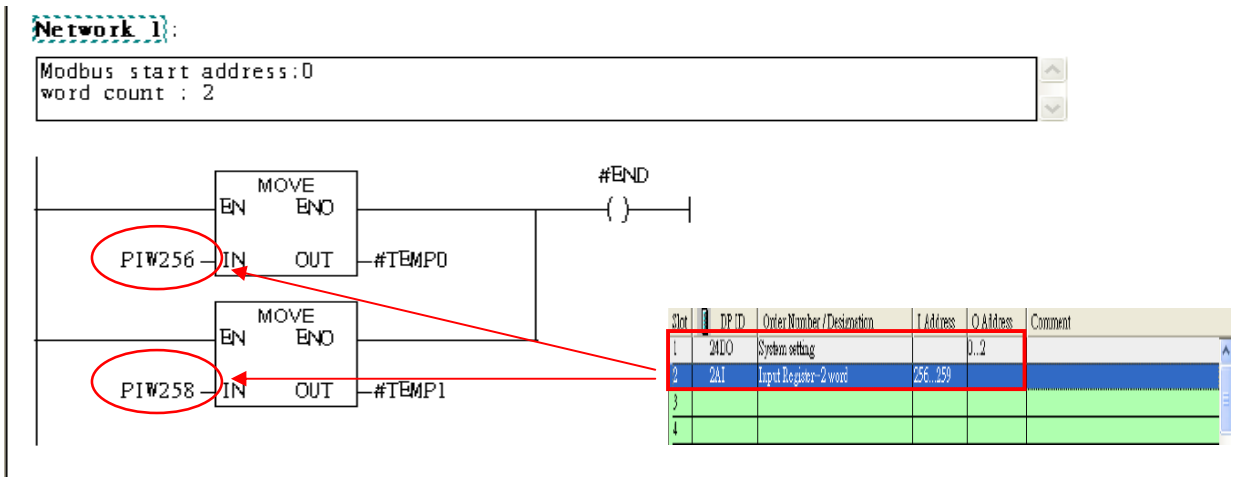 Network 1:
Modbus start address:0
word count : 2
#END
MOVE
EN ENO
PIW256 IN OUT #TEMP0
MOVE
EN ENO
PIW258 IN OUT #TEMP1
Slot DP ID Order Number / Designation I Address Q Address Comment
1 24DO System setting 0...2
2 2AI Input Register--2 word 256...259
3
4